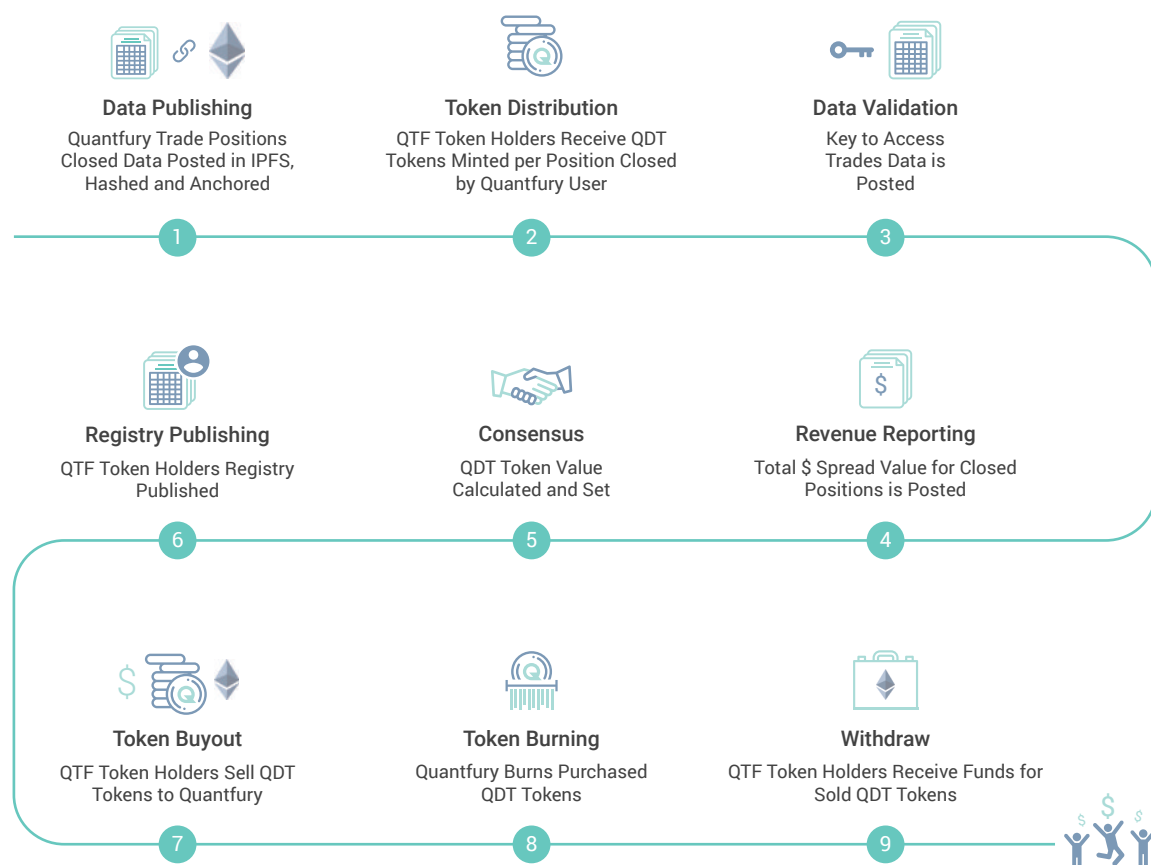 Data Publishing
Quantfury Trade Positions
Closed Data Posted in IPFS,
Hashed and Anchored
1
Q
Token Distribution
QTF Token Holders Receive QDT
Tokens Minted per Position Closed
by Quantfury User
2
Data Validation
Key to Access
Trades Data is
Posted
3
$
Revenue Reporting
Total $ Spread Value for Closed
Positions is Posted
4
Consensus
QDT Token Value
Calculated and Set
5
Registry Publishing
QTF Token Holders Registry
Published
6
$
Q
Token Buyout
QTF Token Holders Sell QDT
Tokens to Quantfury
7
Q
Token Burning
Quantfury Burns Purchased
QDT Tokens
8
Withdraw
QTF Token Holders Receive Funds for
Sold QDT Tokens
9
$ $ $